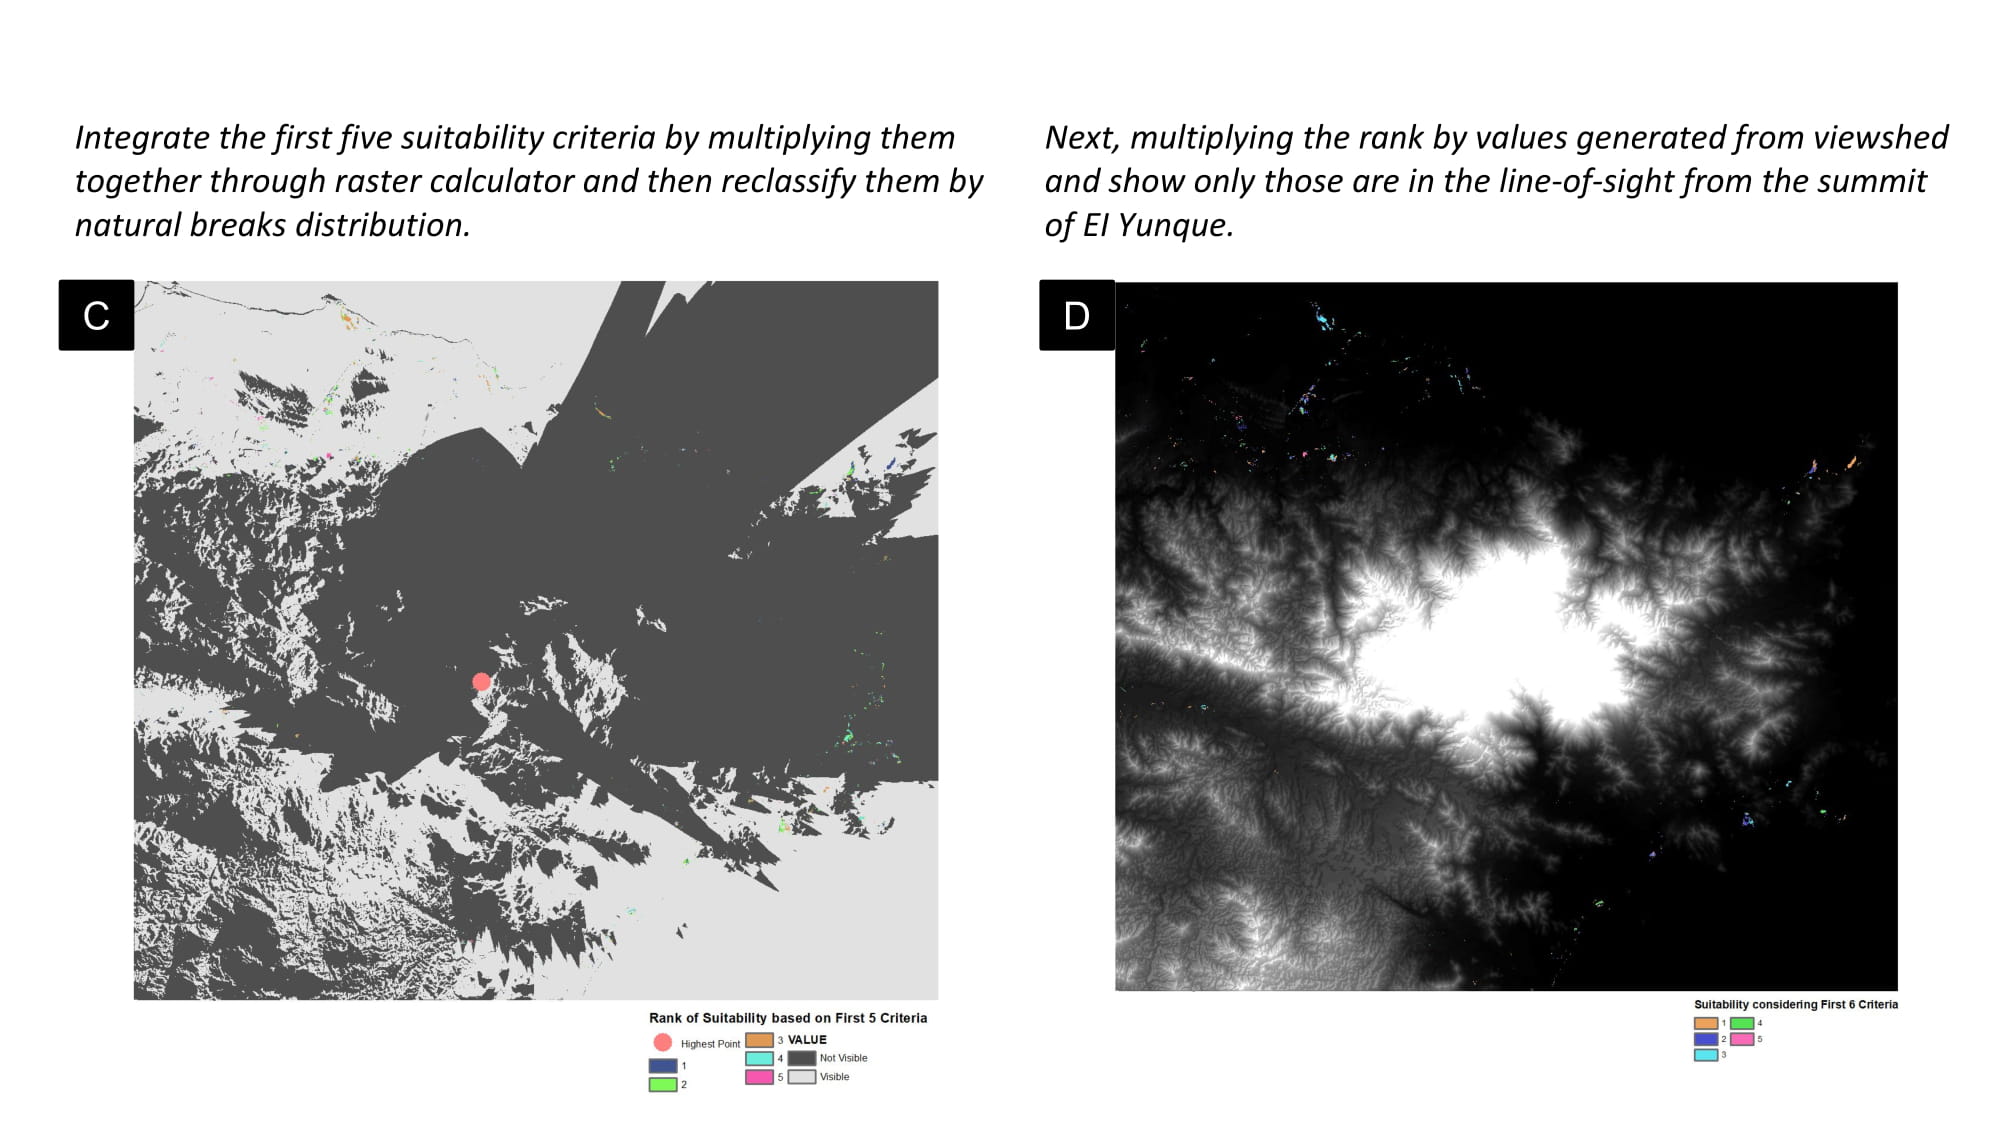 Integrate the first five suitability criteria by multiplying them
together through raster calculator and then reclassify them by
natural breaks distribution.
Next, multiplying the rank by values generated from viewshed
and show only those are in the line-of-sight from the summit
of EI Yunque.
C
D
Rank of Suitability based on First 5 Criteria
Highest Point
1
2
3
4
5
VALUE
Not Visible
Visible
Suitability considering First 6 Criteria
1
2
3
4
5